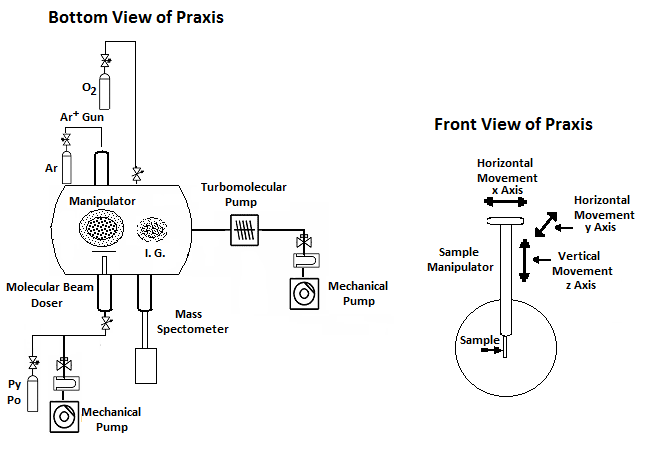 Bottom View of Praxis
O2
Ar+ Gun
Ar
Manipulator
I. G.
Turbomolecular
Pump
Mechanical
Pump
Molecular Beam
Doser
Mass
Spectometer
Py
Po
Mechanical
Pump
Front View of Praxis
Horizontal
Movement
x Axis
Horizontal
Movement
y Axis
Sample
Manipulator
Vertical
Movement
z Axis
Sample